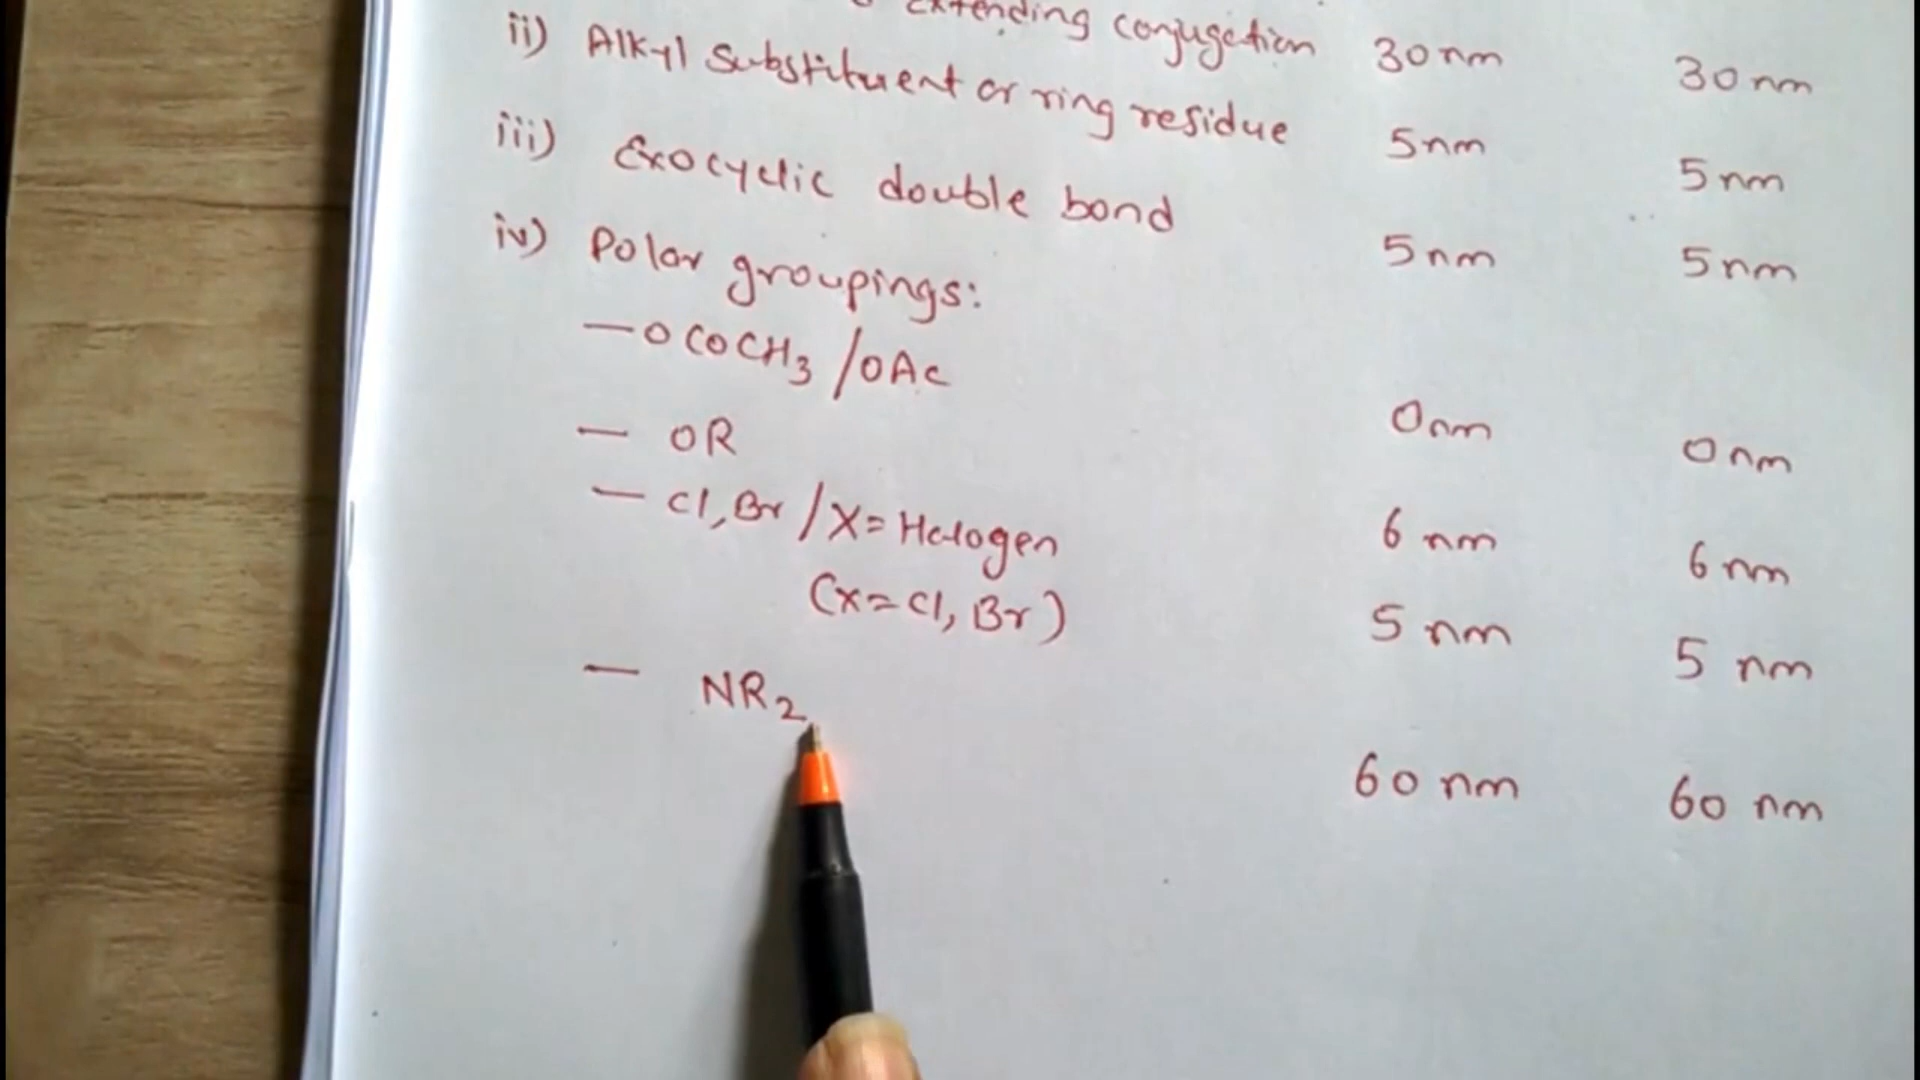 extending conjugation 30 nm 30 nm
ii) Alkyl Substituent or ring residue 5 nm 5 nm
iii) Exocyclic double bond 5 nm 5 nm
iv) Polar groupings:
— O COCH3 / OAc 0 nm 0 nm
— OR 6 nm 6 nm
— Cl, Br / X = Halogen 5 nm 5 nm
(X = Cl, Br)
— NR2 60 nm 60 nm